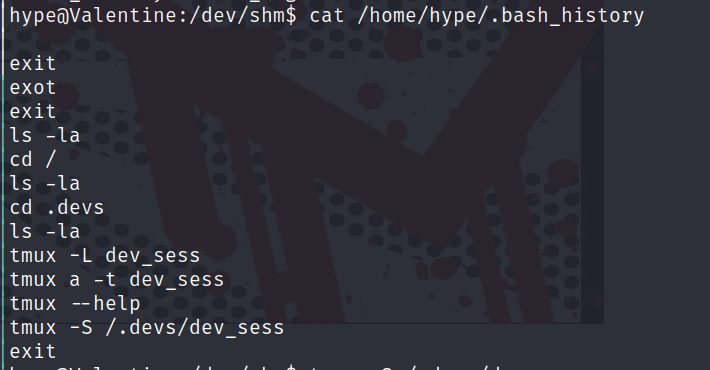 hype@Valentine:/dev/shm$ cat /home/hype/.bash_history
exit
exot
exit
ls -la
cd /
ls -la
cd .devs
ls -la
tmux -L dev_sess
tmux a -t dev_sess
tmux --help
tmux -S /.devs/dev_sess
exit